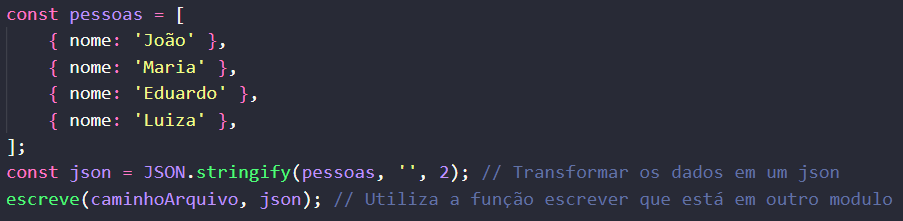 const pessoas = [
    { nome: 'João' },
    { nome: 'Maria' },
    { nome: 'Eduardo' },
    { nome: 'Luiza' },
];
const json = JSON.stringify(pessoas, '', 2); // Transformar os dados em um json
escreve(caminhoArquivo, json); // Utiliza a função escrever que está em outro modulo